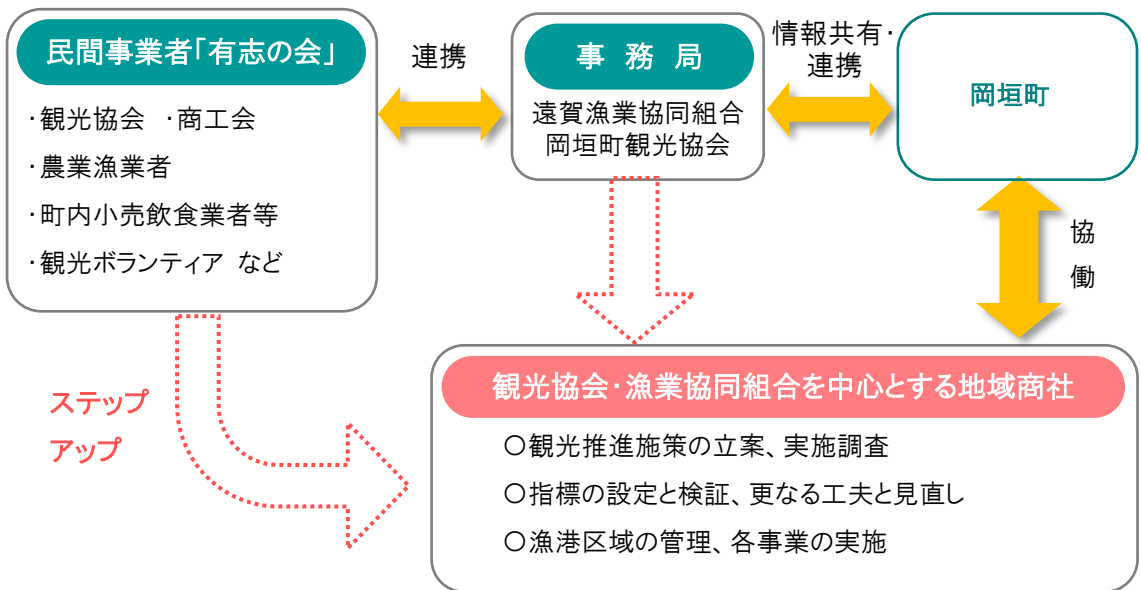 民間事業者「有志の会」
・観光協会 ・商工会
・農業漁業者
・町内小売飲食業者等
・観光ボランティア など
連携
事 務 局
遠賀漁業協同組合
岡垣町観光協会
情報共有・
連携
岡垣町
協
働
ステップ
アップ
観光協会・漁業協同組合を中心とする地域商社
○観光推進施策の立案、実施調査
○指標の設定と検証、更なる工夫と見直し
○漁港区域の管理、各事業の実施